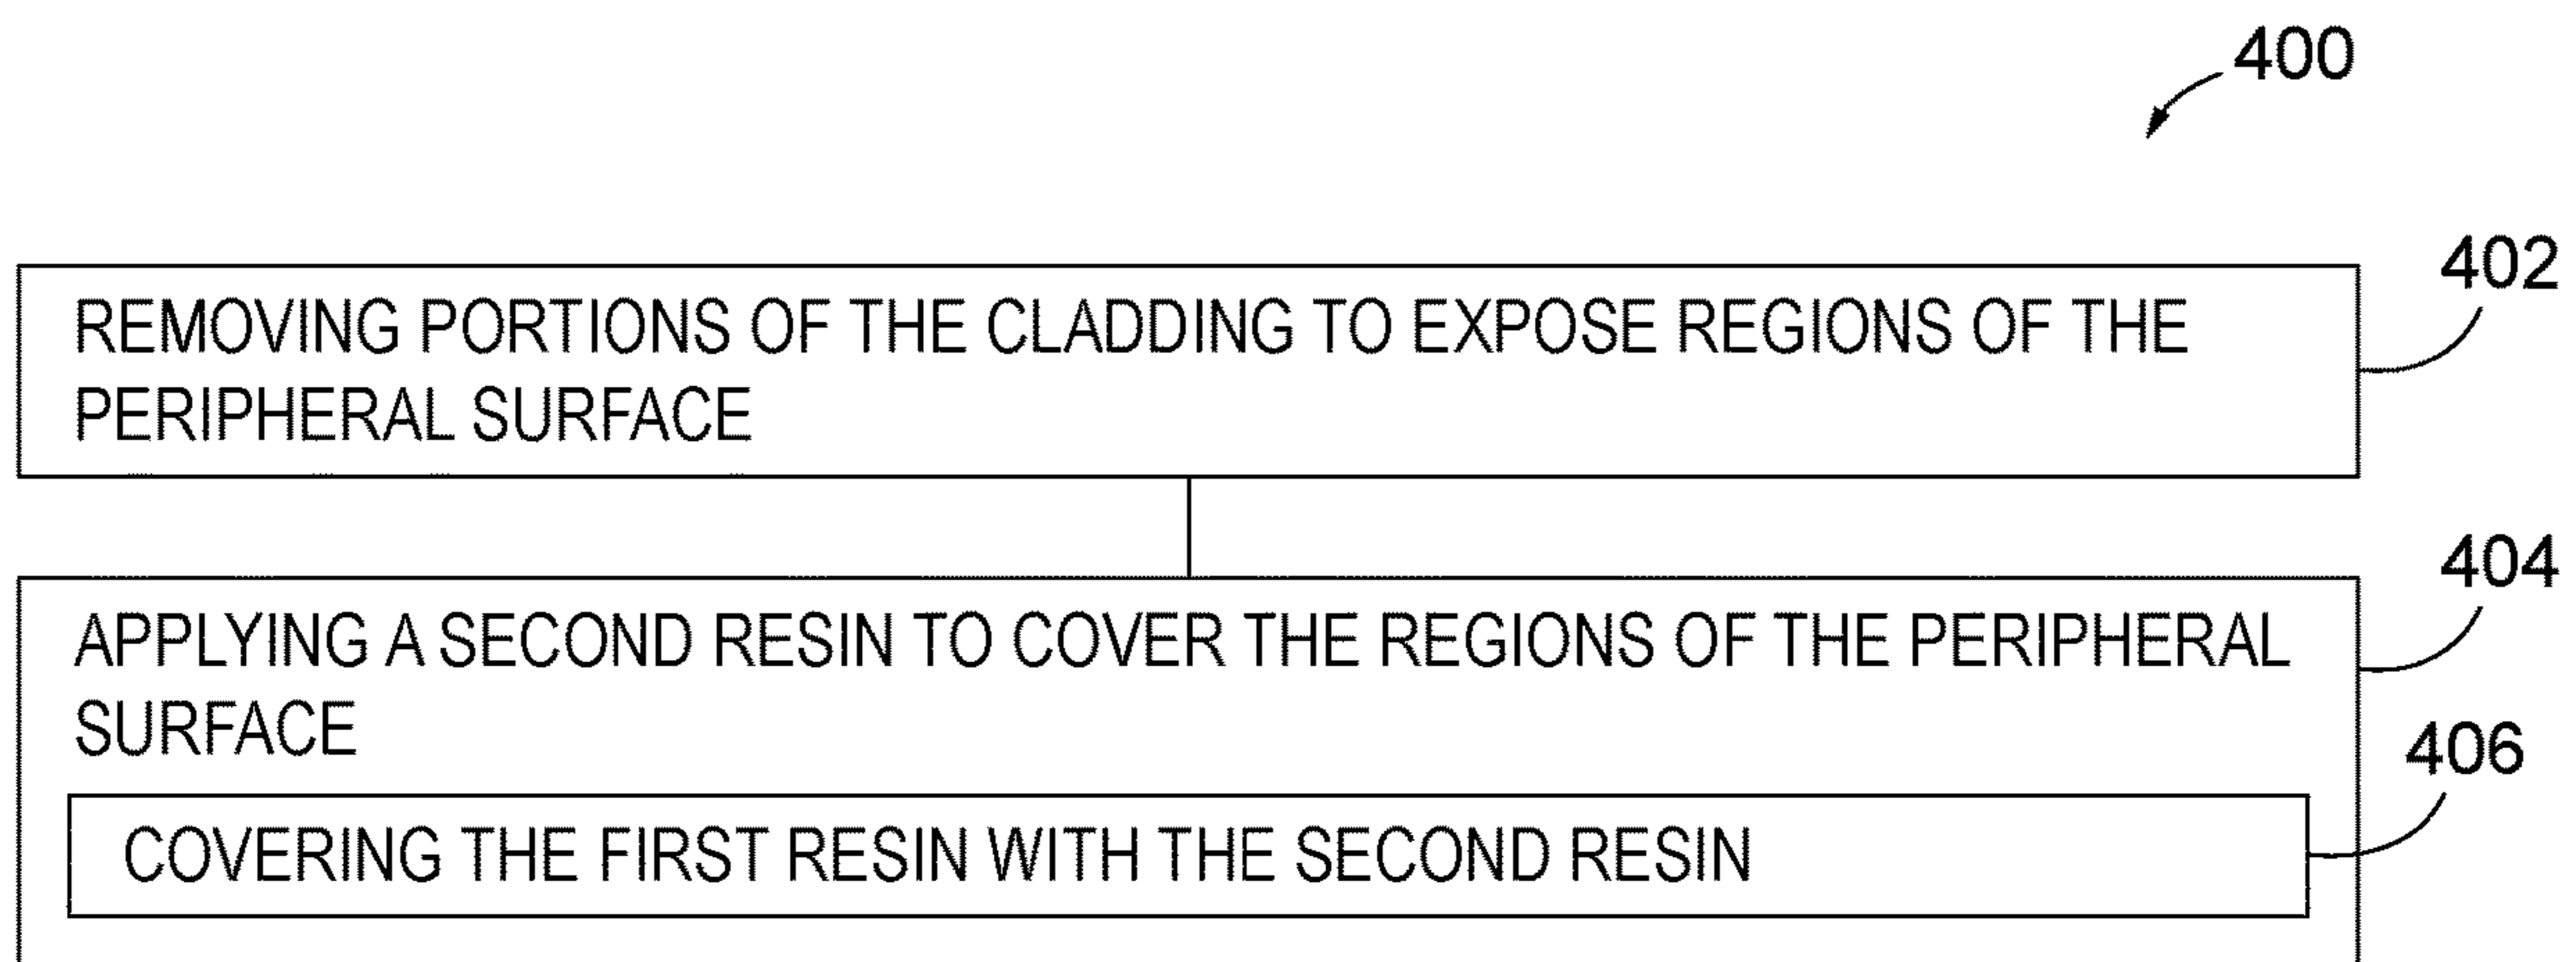 400
402
REMOVING PORTIONS OF THE CLADDING TO EXPOSE REGIONS OF THE
PERIPHERAL SURFACE
404
APPLYING A SECOND RESIN TO COVER THE REGIONS OF THE PERIPHERAL
SURFACE
406
COVERING THE FIRST RESIN WITH THE SECOND RESIN